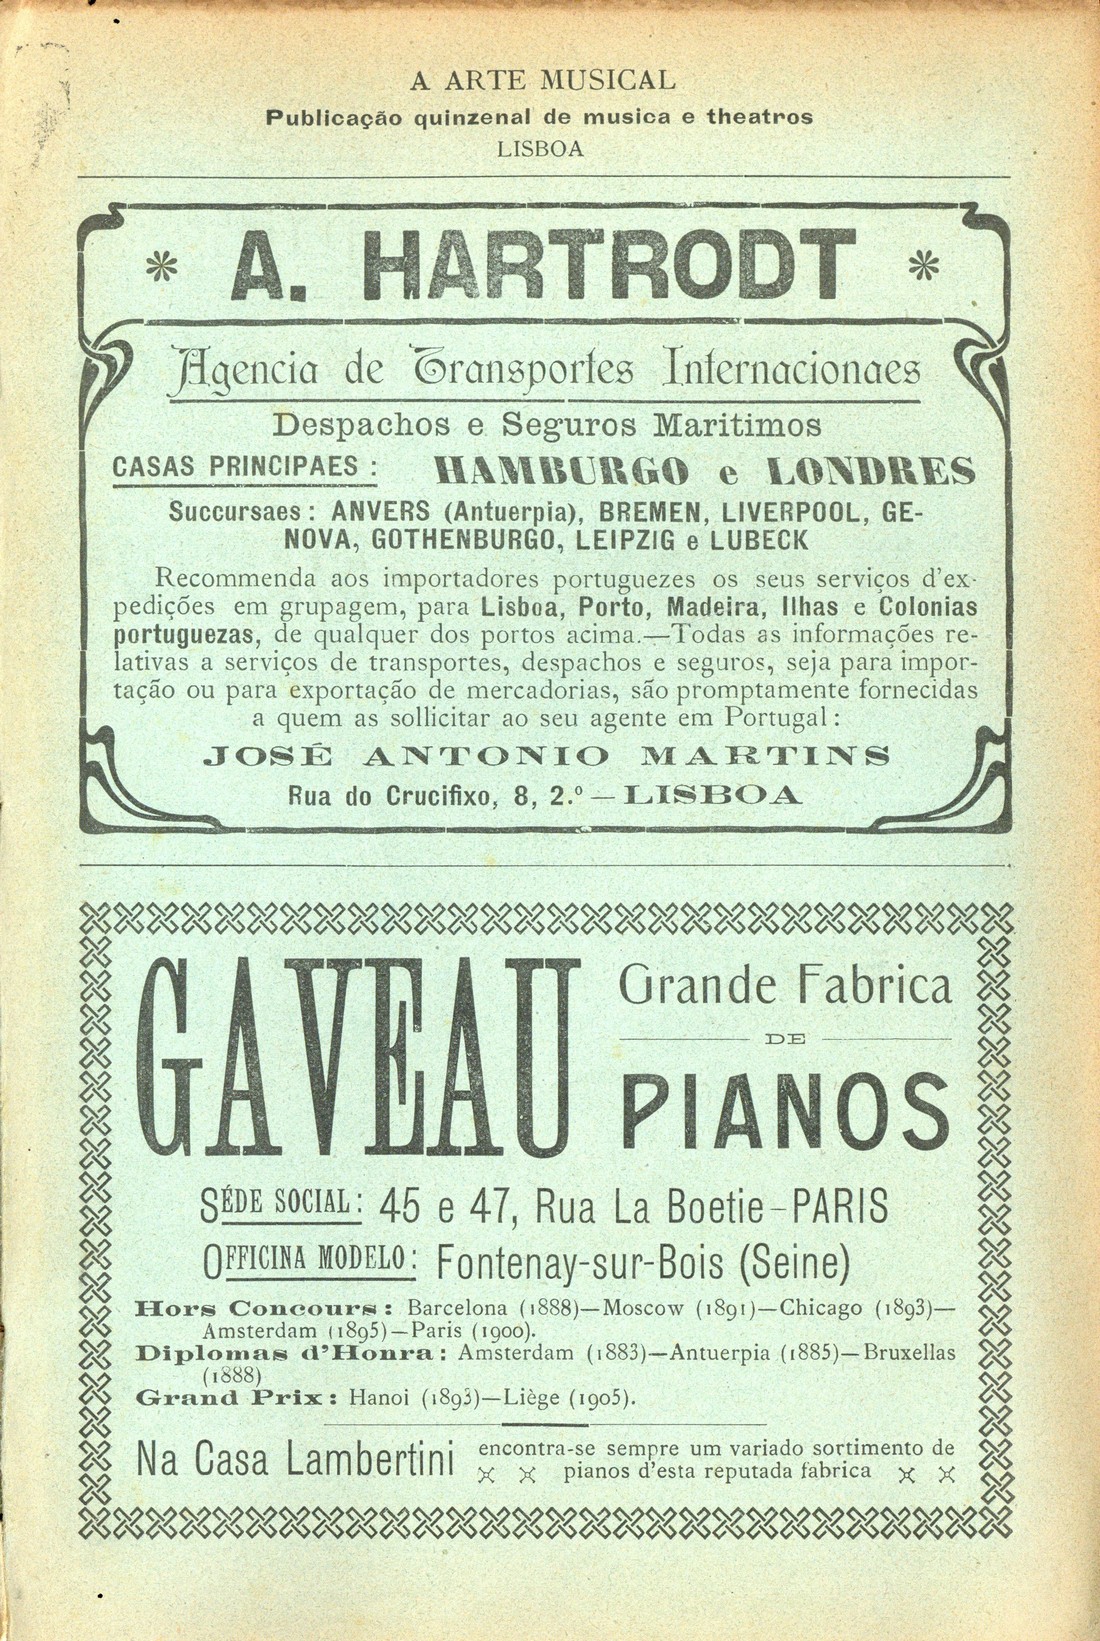 A ARTE MUSICAL
Publicação quinzenal de musica e theatros
LISBOA
A. HARTRODT
Agencia de Transportes Internacionaes
Despachos e Seguros Maritimos
CASAS PRINCIPAES : HAMBURGO e LONDRES
Succursaes : ANVERS (Antuerpia), BREMEN, LIVERPOOL, GE-
NOVA, GOTHENBURGO, LEIPZIG e LUBECK
Recommenda aos importadores portuguezes os seus serviços d'ex-
pedições em grupagem, para Lisboa, Porto, Madeira, Ilhas e Colonias
portuguezas, de qualquer dos portos acima.—Todas as informações re-
lativas a serviços de transportes, despachos e seguros, seja para impor-
tação ou para exportação de mercadorias, são promptamente fornecidas
a quem as sollicitar ao seu agente em Portugal :
JOSÉ ANTONIO MARTINS
Rua do Crucifixo, 8, 2.º — LISBOA
GAVEAU
Grande Fabrica
DE
PIANOS
SÉDE SOCIAL : 45 e 47, Rua La Boetie – PARIS
OFFICINA MODELO : Fontenay-sur-Bois (Seine)
Hors Concours : Barcelona (1888)—Moscow (1891)—Chicago (1893)—
Amsterdam (1895)—Paris (1900).
Diplomas d'Honra : Amsterdam (1883)—Antuerpia (1885)—Bruxellas
(1888)
Grand Prix : Hanoi (1893)—Liège (1905).
Na Casa Lambertini encontra-se sempre um variado sortimento de
pianos d'esta reputada fabrica